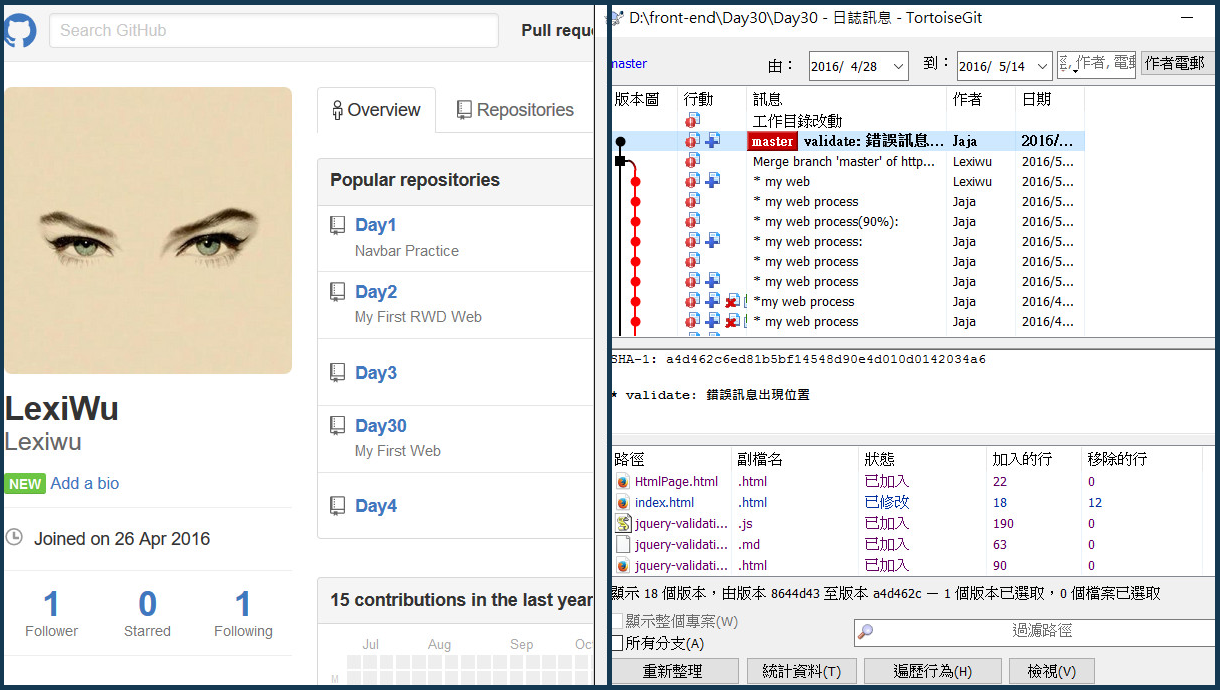 Search GitHub
Pull requ
Overview
Repositories
Popular repositories
Day1
Navbar Practice
Day2
My First RWD Web
Day3
Day30
My First Web
Day4
LexiWu
Lexiwu
NEW Add a bio
Joined on 26 Apr 2016
1 0 1
Follower Starred Following
15 contributions in the last year
Jul Aug Sep Oc
M
D:\front-end\Day30\Day30 - 日誌訊息 - TortoiseGit
master 由： 2016/ 4/28 到： 2016/ 5/14 作者, 電郵 作者電郵
版本圖 行動 訊息 作者 日期
工作目錄改動
master validate: 錯誤訊息... Jaja 2016/...
Merge branch 'master' of http... Lexiwu 2016/5...
* my web Lexiwu 2016/5...
* my web process Jaja 2016/5...
* my web process(90%): Jaja 2016/5...
* my web process: Jaja 2016/5...
* my web process Jaja 2016/5...
* my web process Jaja 2016/5...
*my web process Jaja 2016/4...
* my web process Jaja 2016/4...
SHA-1: a4d462c6ed81b5bf14548d90e4d010d0142034a6
* validate: 錯誤訊息出現位置
路徑 副檔名 狀態 加入的行 移除的行
HtmlPage.html .html 已加入 22 0
index.html .html 已修改 18 12
jquery-validati... .js 已加入 190 0
jquery-validati... .md 已加入 63 0
jquery-validati... .html 已加入 90 0
顯示 18 個版本，由版本 8644d43 至版本 a4d462c — 1 個版本已選取，0 個檔案已選取
顯示整個專案(W)
所有分支(A)
過濾路徑
重新整理 統計資料(T) 遍歷行為(H) 檢視(V)